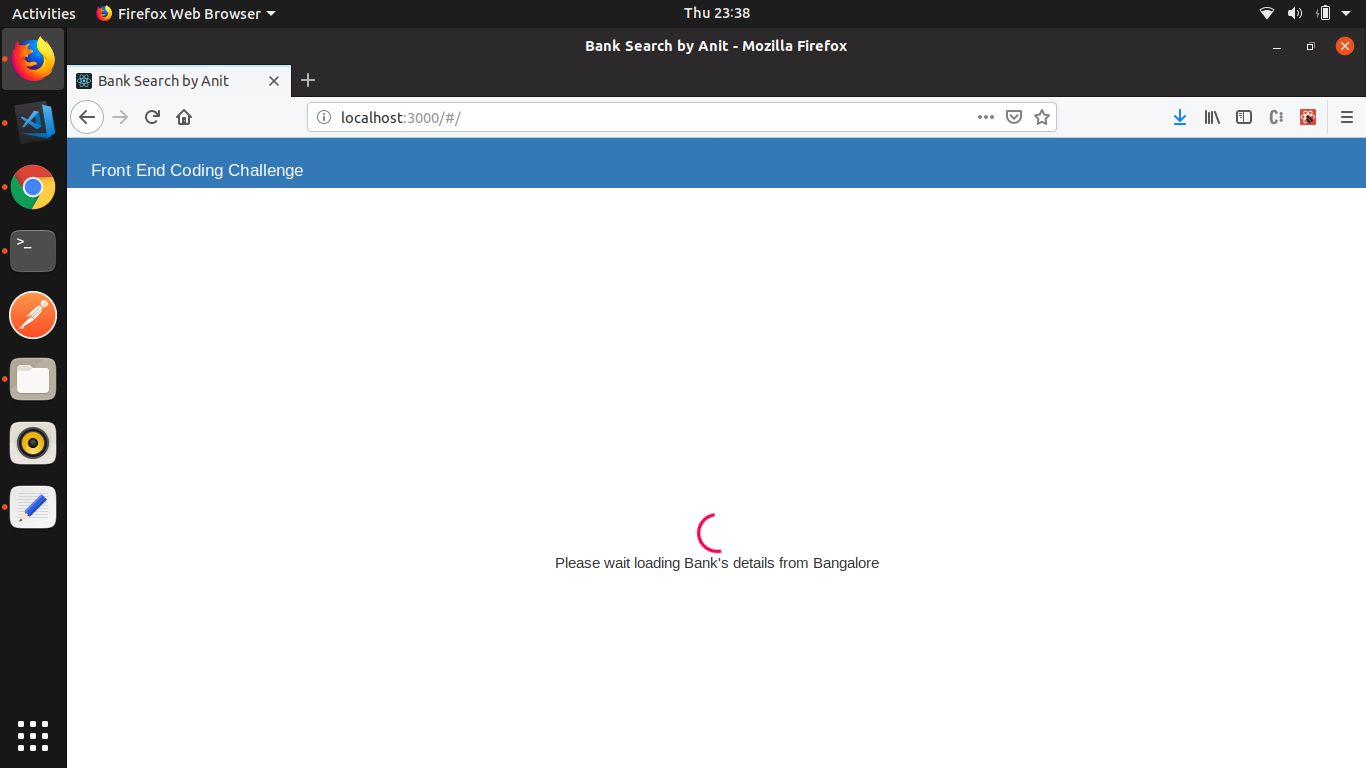 Activities Firefox Web Browser Thu 23:38
Bank Search by Anit - Mozilla Firefox
Bank Search by Anit
localhost:3000/#/
Front End Coding Challenge
>_
Please wait loading Bank's details from Bangalore